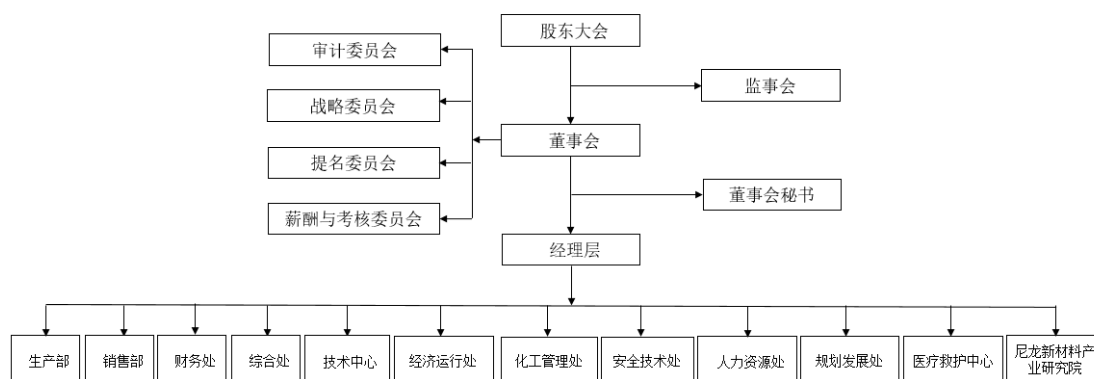 股东大会
审计委员会
监事会
战略委员会
董事会
提名委员会
董事会秘书
薪酬与考核委员会
经理层
生产部
销售部
财务处
综合处
技术中心
经济运行处
化工管理处
安全技术处
人力资源处
规划发展处
医疗救护中心
尼龙新材料产
业研究院